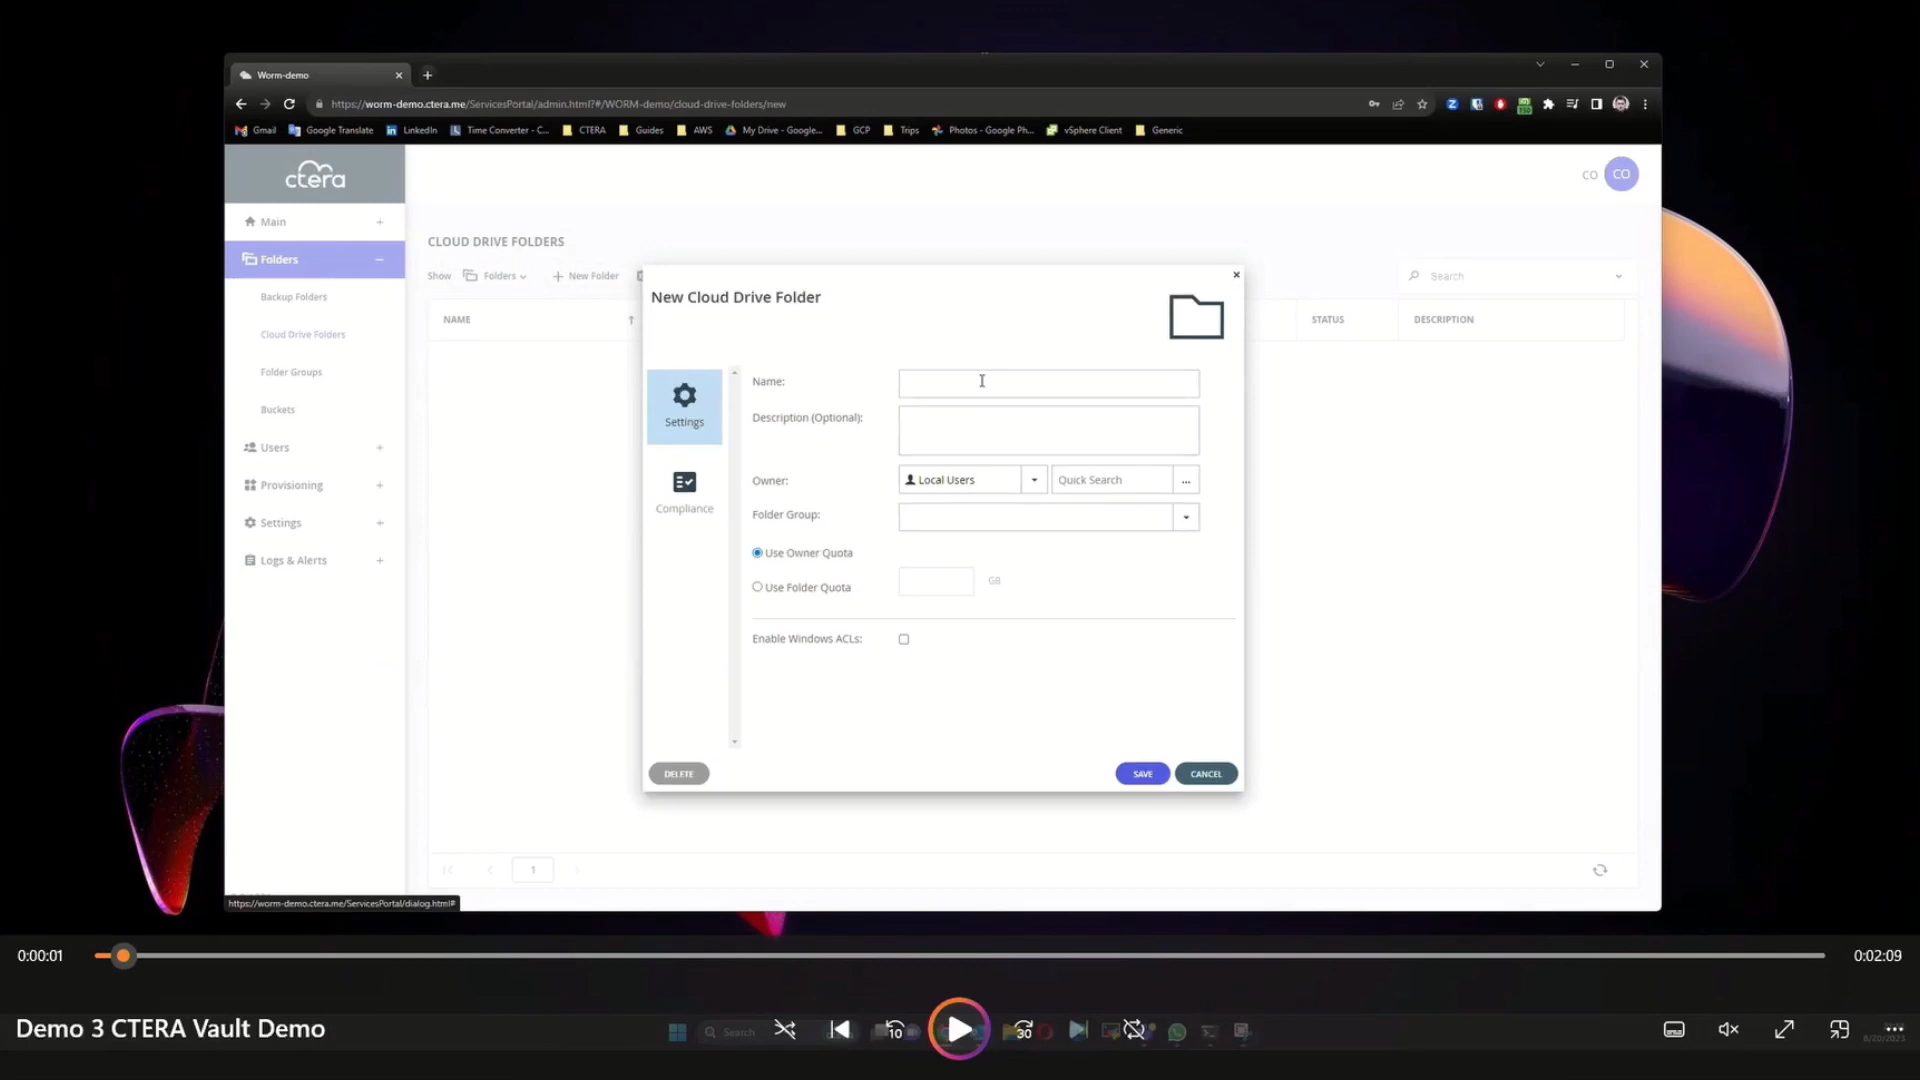 Worm-demo
https://worm-demo.ctera.me/ServicesPortal/admin.html?#/WORM-demo/cloud-drive-folders/new
Gmail Google Translate LinkedIn Time Converter - C... CTERA Guides AWS My Drive - Google... GCP Trips Photos - Google Ph... vSphere Client Generic
ctera
CO CO
Main
Folders
Backup Folders
Cloud Drive Folders
Folder Groups
Buckets
Users
Provisioning
Settings
Logs & Alerts
CLOUD DRIVE FOLDERS
Show Folders New Folder
Search
NAME STATUS DESCRIPTION
New Cloud Drive Folder
Settings
Compliance
Name:
Description (Optional):
Owner: Local Users Quick Search ...
Folder Group:
Use Owner Quota
Use Folder Quota GB
Enable Windows ACLs:
DELETE SAVE CANCEL
1
https://worm-demo.ctera.me/ServicesPortal/dialog.html#
0:00:01 0:02:09
Demo 3 CTERA Vault Demo
Search
10
30